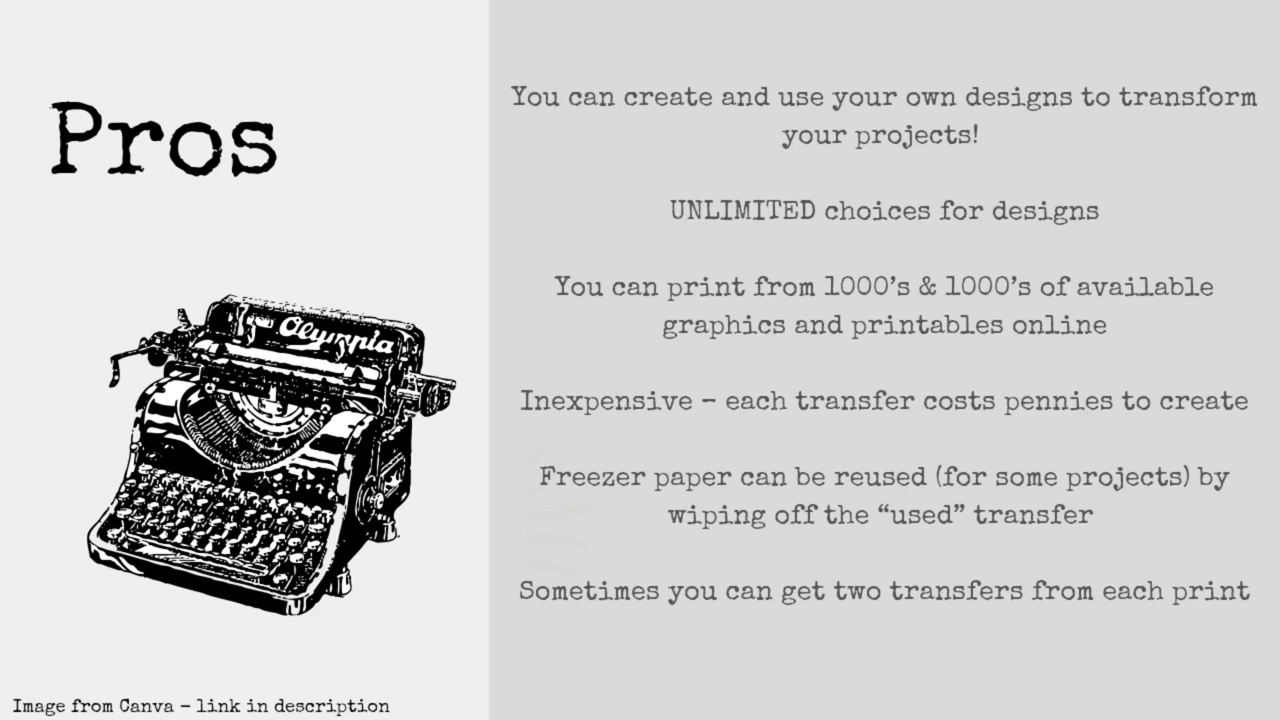 Pros
Olympia
Image from Canva - link in description
You can create and use your own designs to transform
your projects!
UNLIMITED choices for designs
You can print from 1000's & 1000's of available
graphics and printables online
Inexpensive - each transfer costs pennies to create
Freezer paper can be reused (for some projects) by
wiping off the “used” transfer
Sometimes you can get two transfers from each print